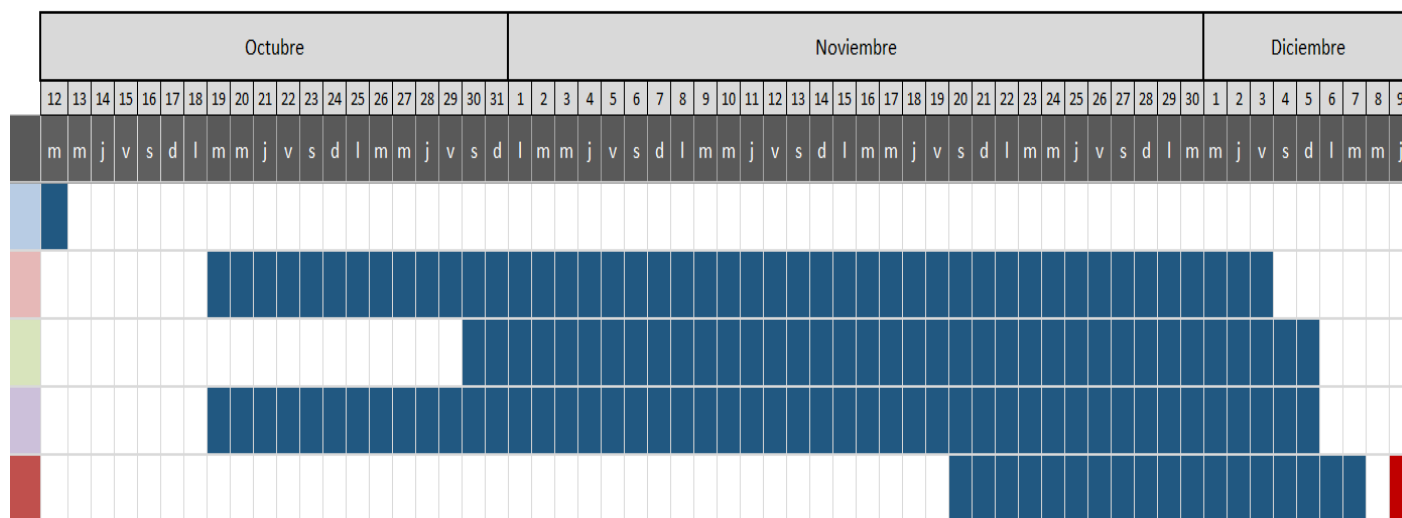 Octubre Noviembre Diciembre
12 13 14 15 16 17 18 19 20 21 22 23 24 25 26 27 28 29 30 31 1 2 3 4 5 6 7 8 9 10 11 12 13 14 15 16 17 18 19 20 21 22 23 24 25 26 27 28 29 30 1 2 3 4 5 6 7 8 9
m m j v s d l m m j v s d l m m j v s d l m m j v s d l m m j v s d l m m j v s d l m m j v s d l m m j v s d l m m j